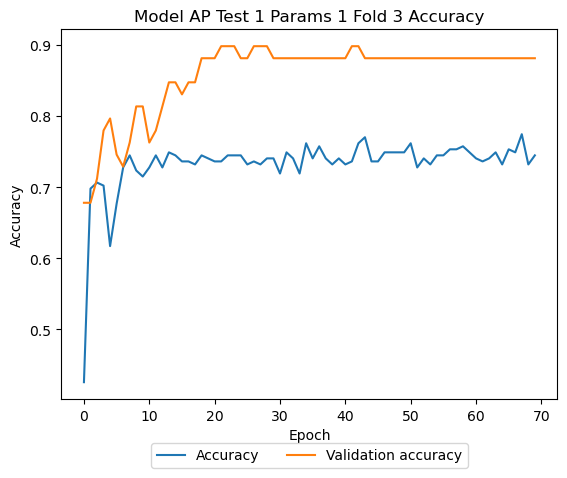 Model AP Test 1 Params 1 Fold 3 Accuracy
0.9
0.8
0.7
0.6
0.5
Accuracy
0 10 20 30 40 50 60 70
Epoch
Accuracy Validation accuracy